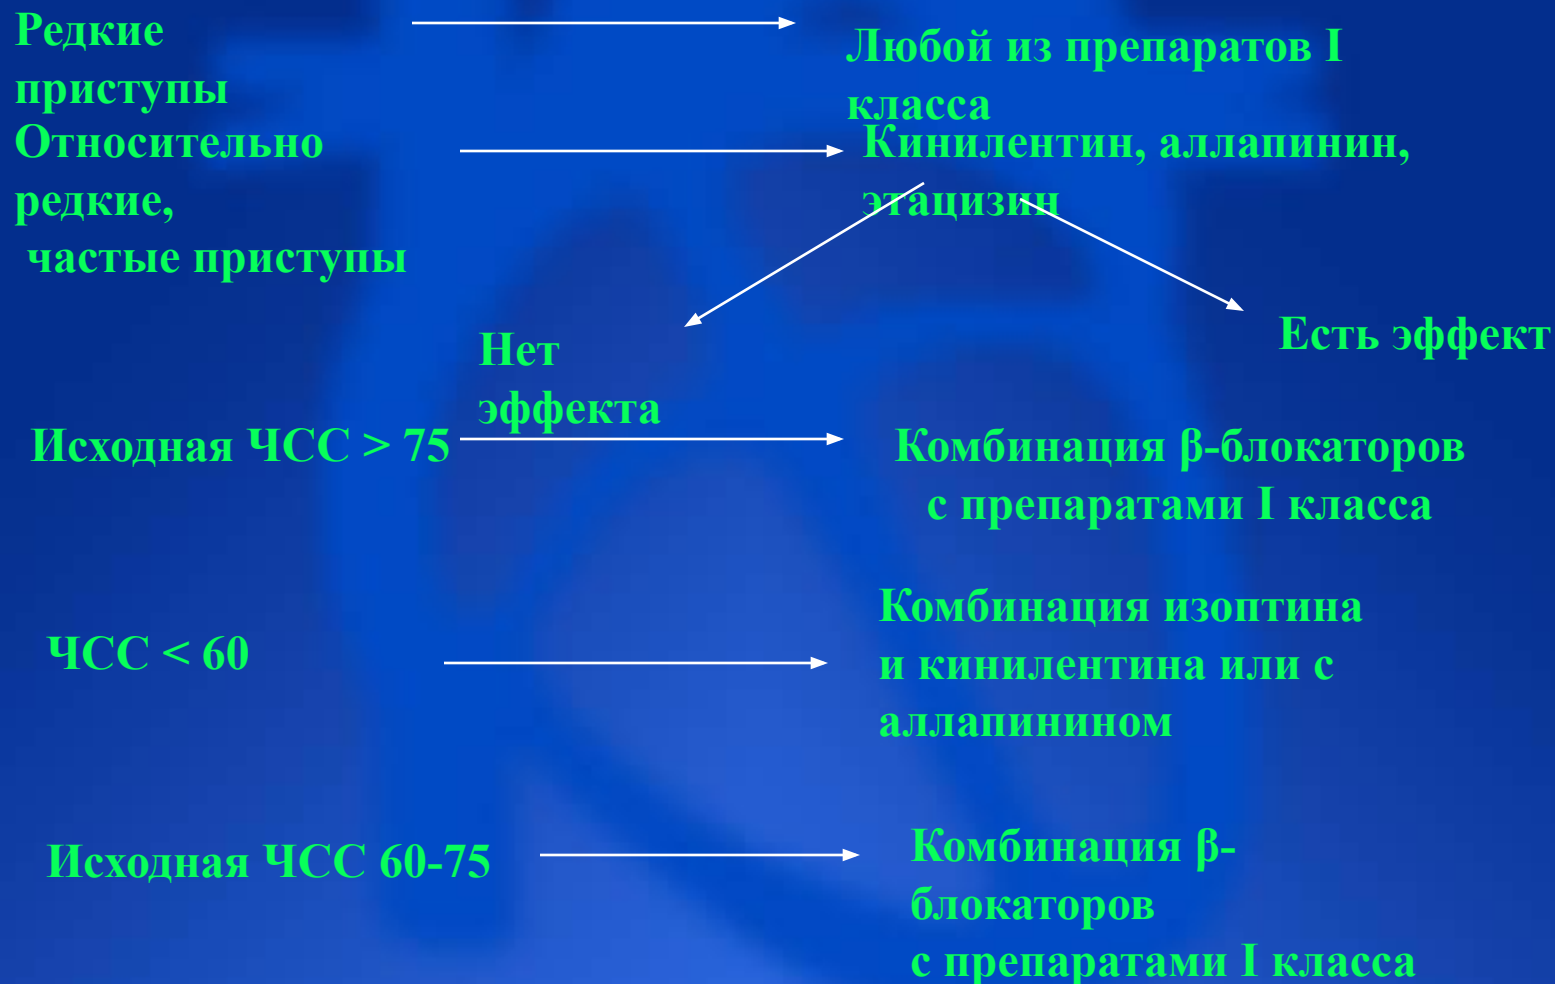 Редкие
приступы
Любой из препаратов I
класса
Относительно
редкие,
частые приступы
Кинилентин, аллапинин,
этацизин
Нет
эффекта
Есть эффект
Исходная ЧСС > 75
Комбинация β-блокаторов
с препаратами I класса
ЧСС < 60
Комбинация изоптина
и кинилентина или с
аллапинином
Исходная ЧСС 60-75
Комбинация β-
блокаторов
с препаратами I класса